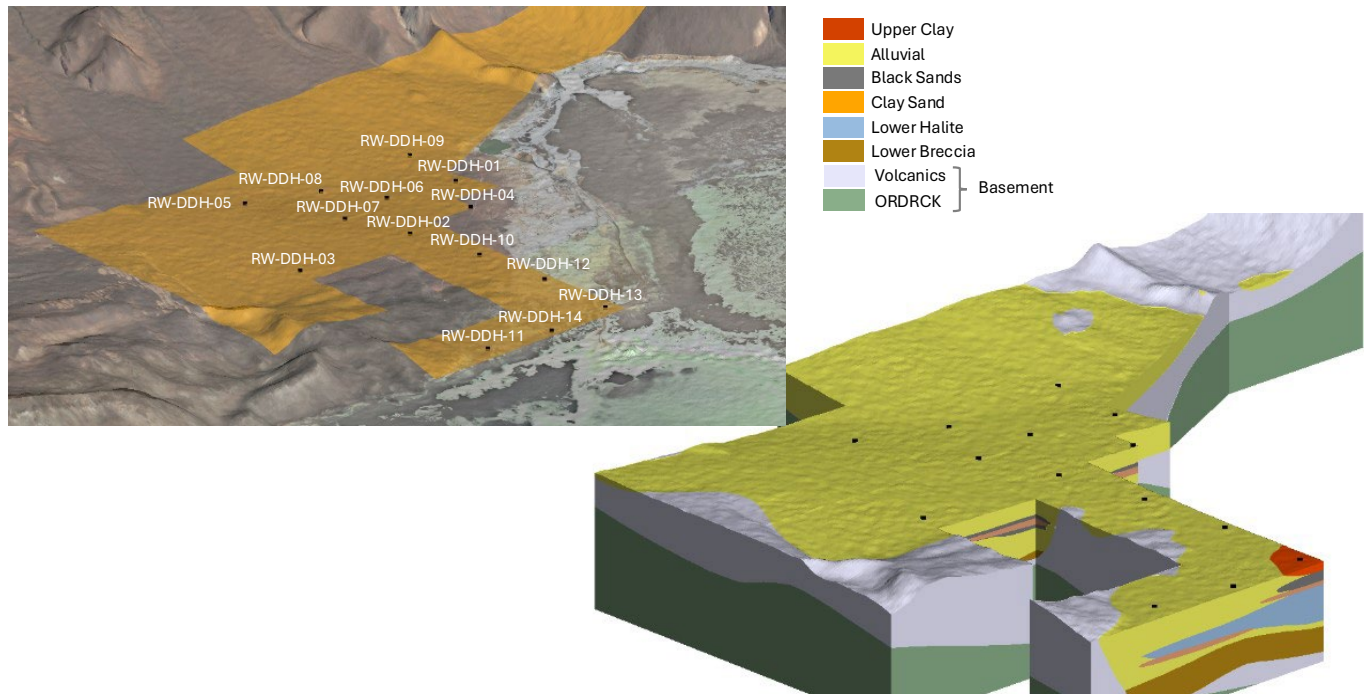 RW-DDH-09
RW-DDH-01
RW-DDH-08
RW-DDH-06
RW-DDH-05
RW-DDH-04
RW-DDH-07
RW-DDH-02
RW-DDH-10
RW-DDH-03
RW-DDH-12
RW-DDH-13
RW-DDH-14
RW-DDH-11
Upper Clay
Alluvial
Black Sands
Clay Sand
Lower Halite
Lower Breccia
Volcanics
Basement
ORDRCK